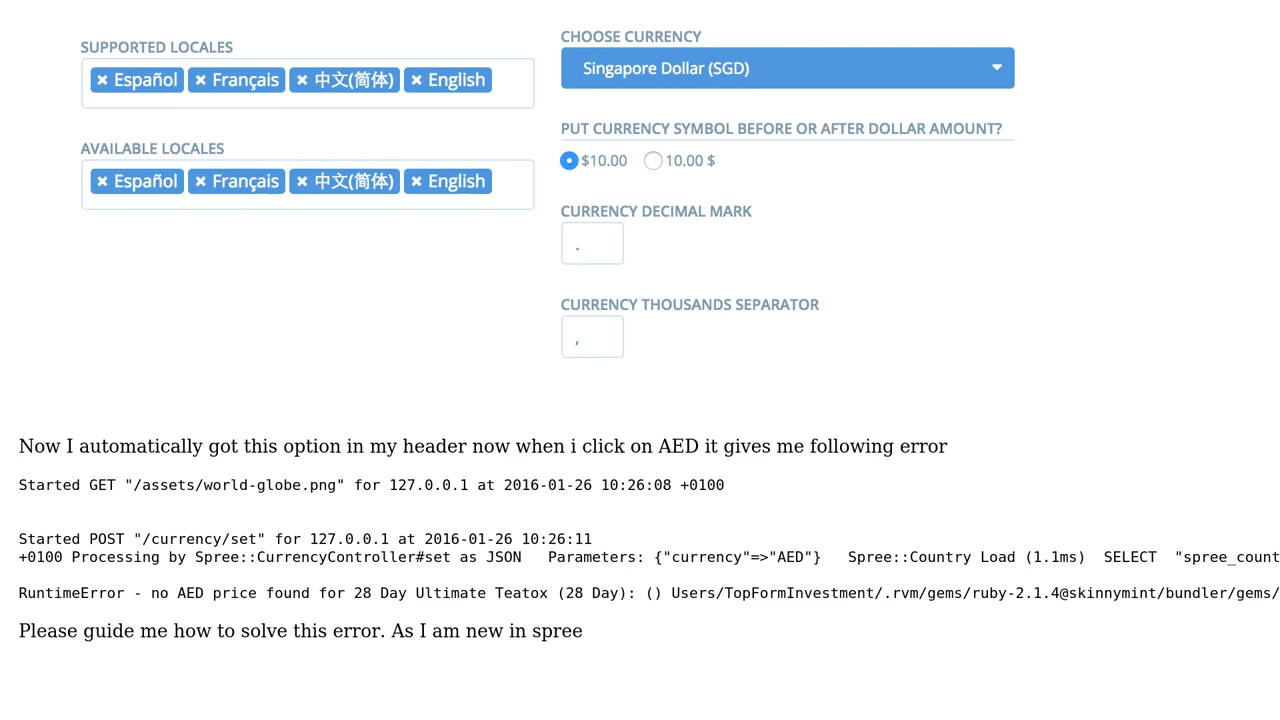 SUPPORTED LOCALES
× Español × Français × 中文(简体) × English
AVAILABLE LOCALES
× Español × Français × 中文(简体) × English
CHOOSE CURRENCY
Singapore Dollar (SGD)
PUT CURRENCY SYMBOL BEFORE OR AFTER DOLLAR AMOUNT?
$10.00 10.00 $
CURRENCY DECIMAL MARK
.
CURRENCY THOUSANDS SEPARATOR
,
Now I automatically got this option in my header now when i click on AED it gives me following error
Started GET "/assets/world-globe.png" for 127.0.0.1 at 2016-01-26 10:26:08 +0100
Started POST "/currency/set" for 127.0.0.1 at 2016-01-26 10:26:11
+0100 Processing by Spree::CurrencyController#set as JSON   Parameters: {"currency"=>"AED"}   Spree::Country Load (1.1ms)  SELECT  "spree_count
RuntimeError - no AED price found for 28 Day Ultimate Teatox (28 Day): () Users/TopFormInvestment/.rvm/gems/ruby-2.1.4@skinnymint/bundler/gems/
Please guide me how to solve this error. As I am new in spree